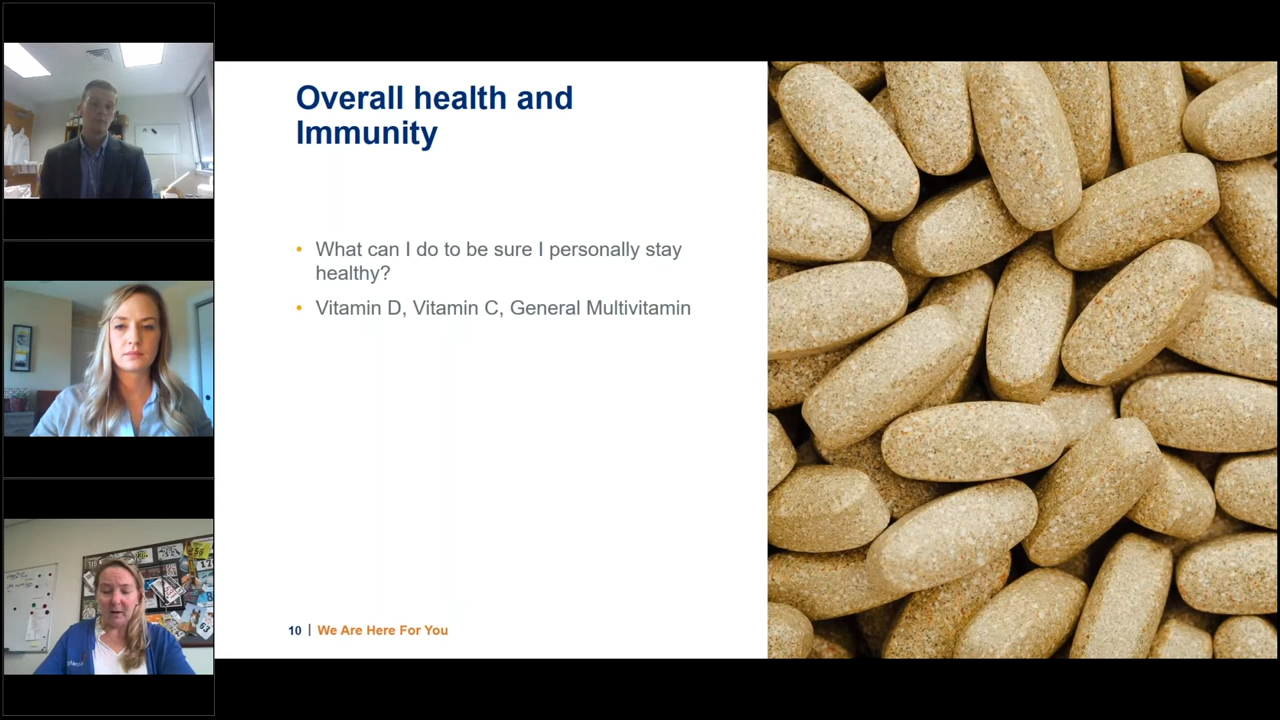 Overall health and
Immunity
• What can I do to be sure I personally stay
healthy?
• Vitamin D, Vitamin C, General Multivitamin
10 | We Are Here For You